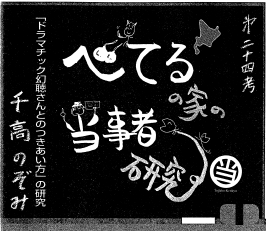 第二十四考
べてる
の家の
当事者
研究
当
「ドラマチック幻聴さんとのつきあい方」の研究
千高のぞみ